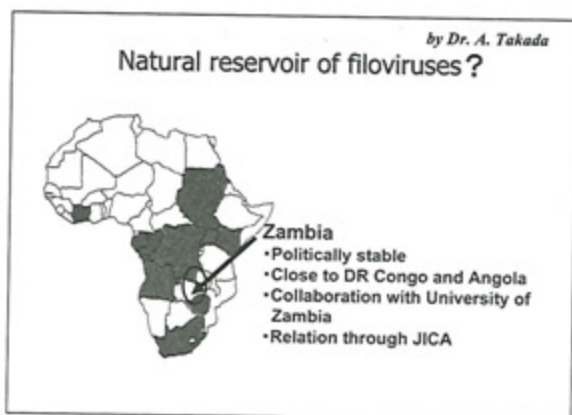 by Dr. A. Takada
Natural reservoir of filoviruses?
Zambia
•Politically stable
•Close to DR Congo and Angola
•Collaboration with University of
Zambia
•Relation through JICA